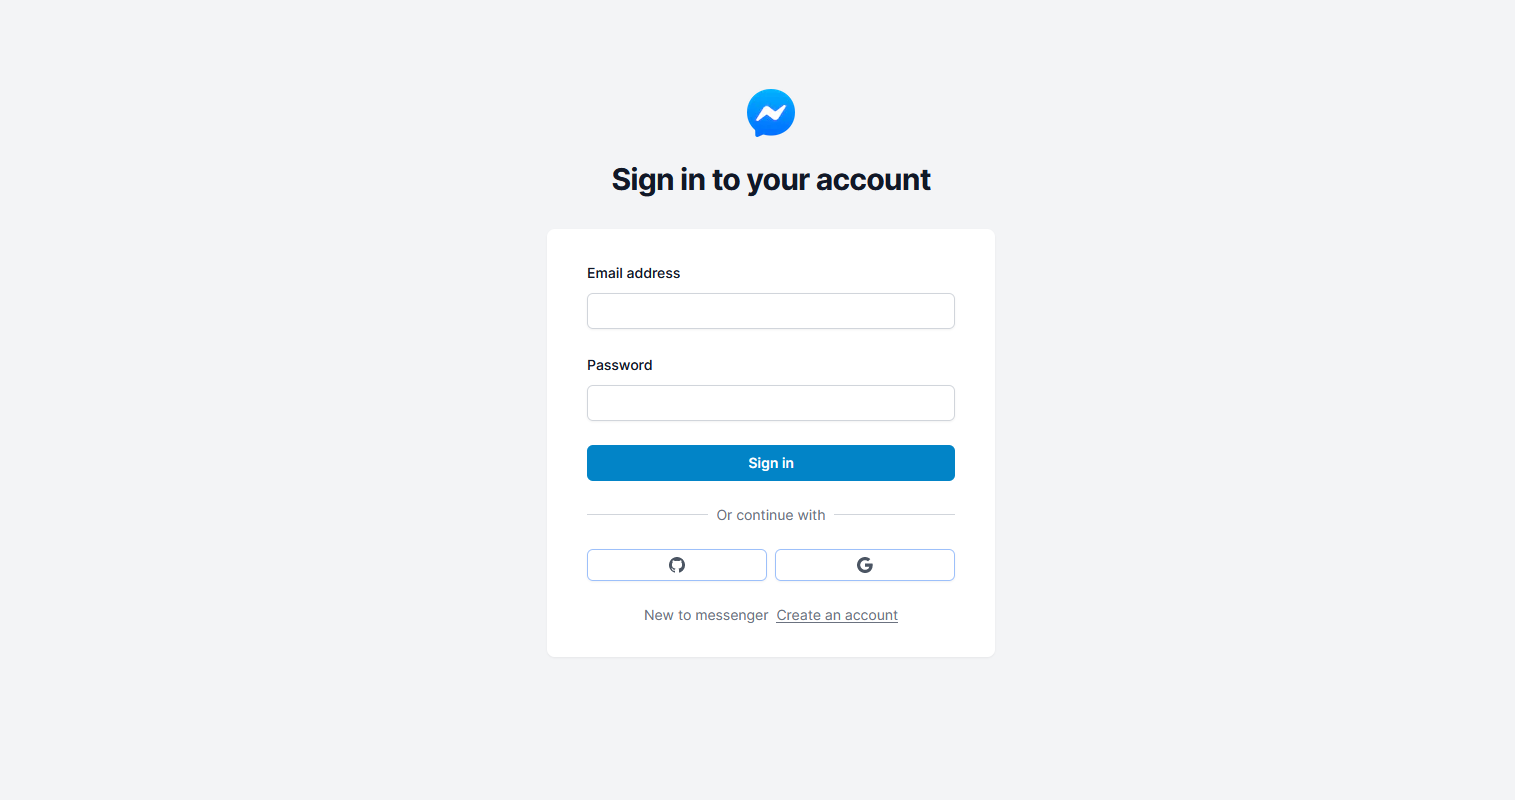 Sign in to your account
Email address
Password
Sign in
Or continue with
New to messenger Create an account